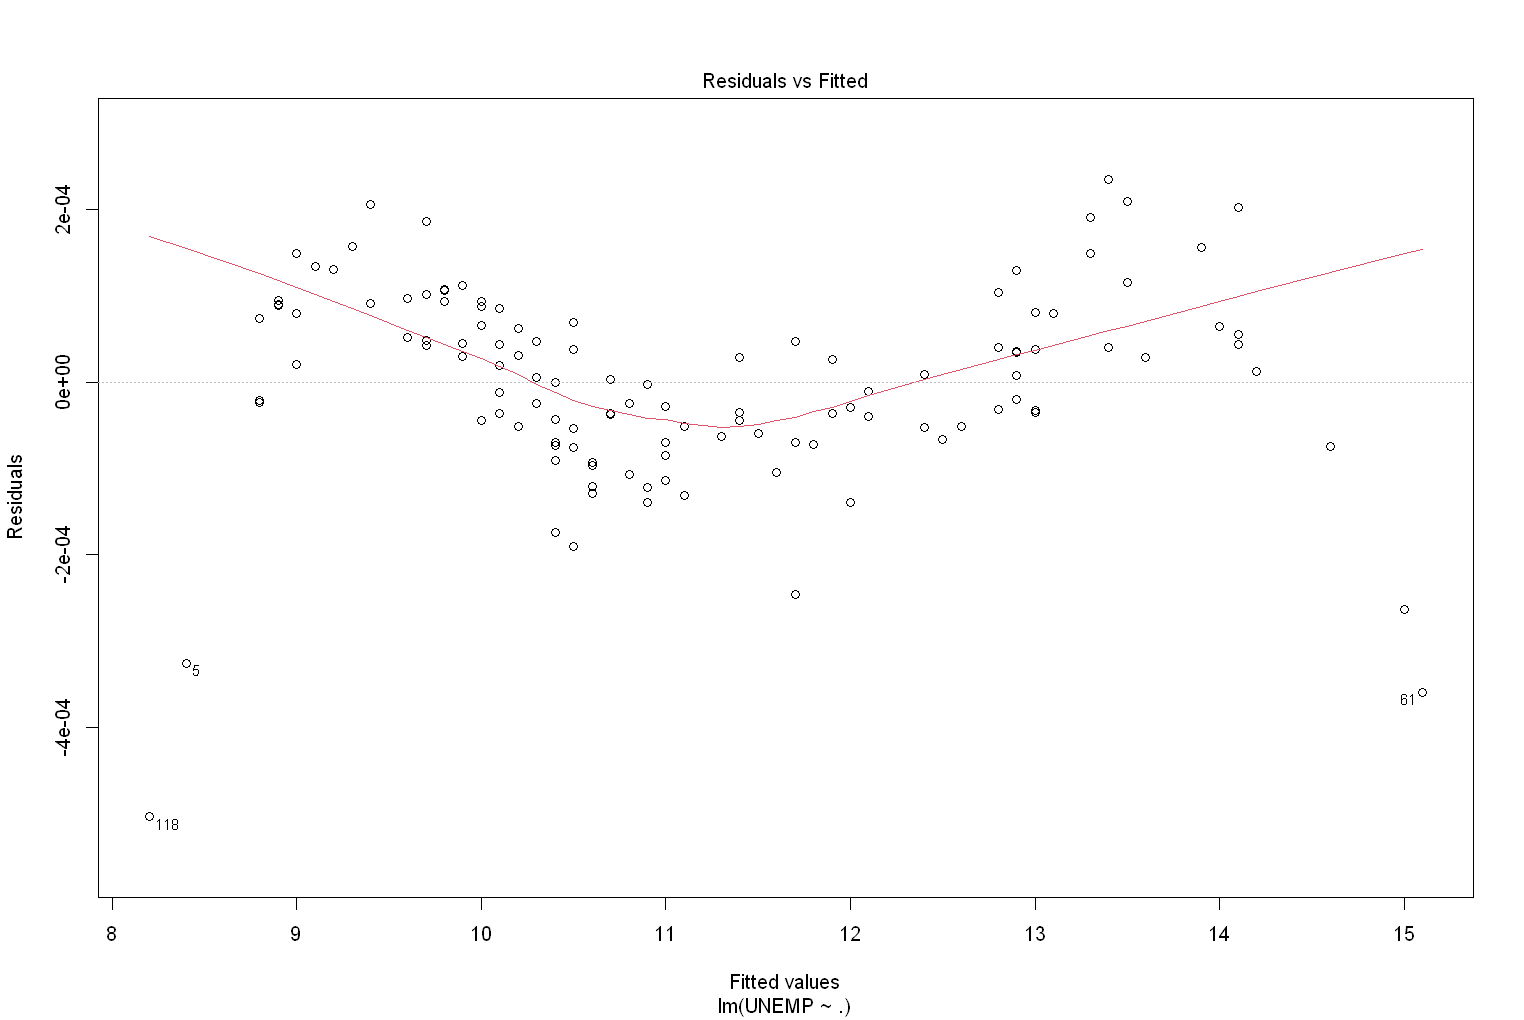 Residuals vs Fitted
Residuals
2e-04
0e+00
-2e-04
-4e-04
5
61
118
8 9 10 11 12 13 14 15
Fitted values
lm(UNEMP ~ .)